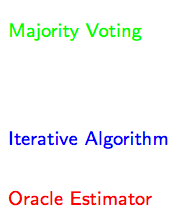 Majority Voting
Iterative Algorithm
Oracle Estimator